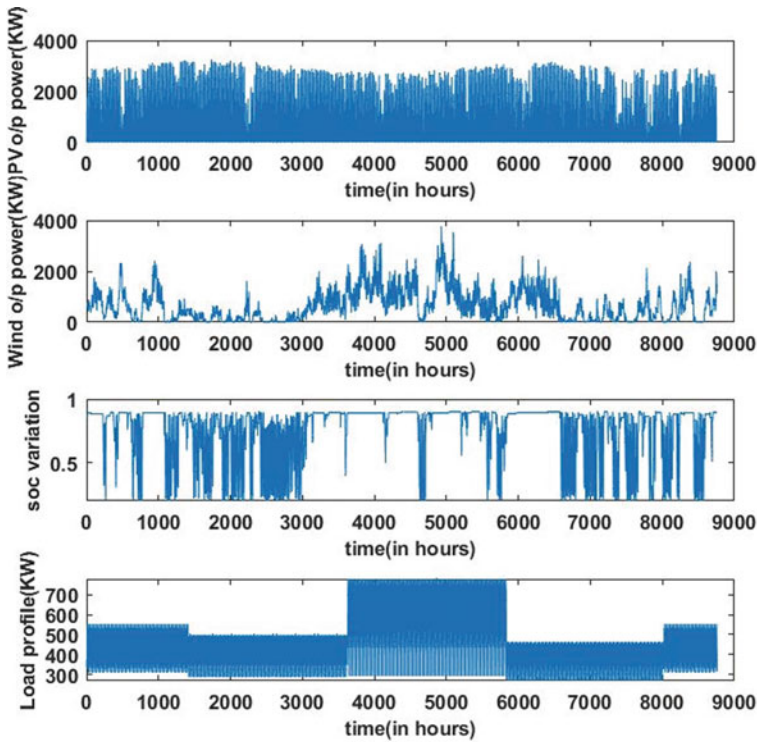 PV o/p power(KW)
4000
2000
0
0 1000 2000 3000 4000 5000 6000 7000 8000 9000
time(in hours)
Wind o/p power(KW)
4000
2000
0
0 1000 2000 3000 4000 5000 6000 7000 8000 9000
time(in hours)
soc variation
1
0.5
0 1000 2000 3000 4000 5000 6000 7000 8000 9000
time(in hours)
Load profile(KW)
700
600
500
400
300
0 1000 2000 3000 4000 5000 6000 7000 8000 9000
time(in hours)